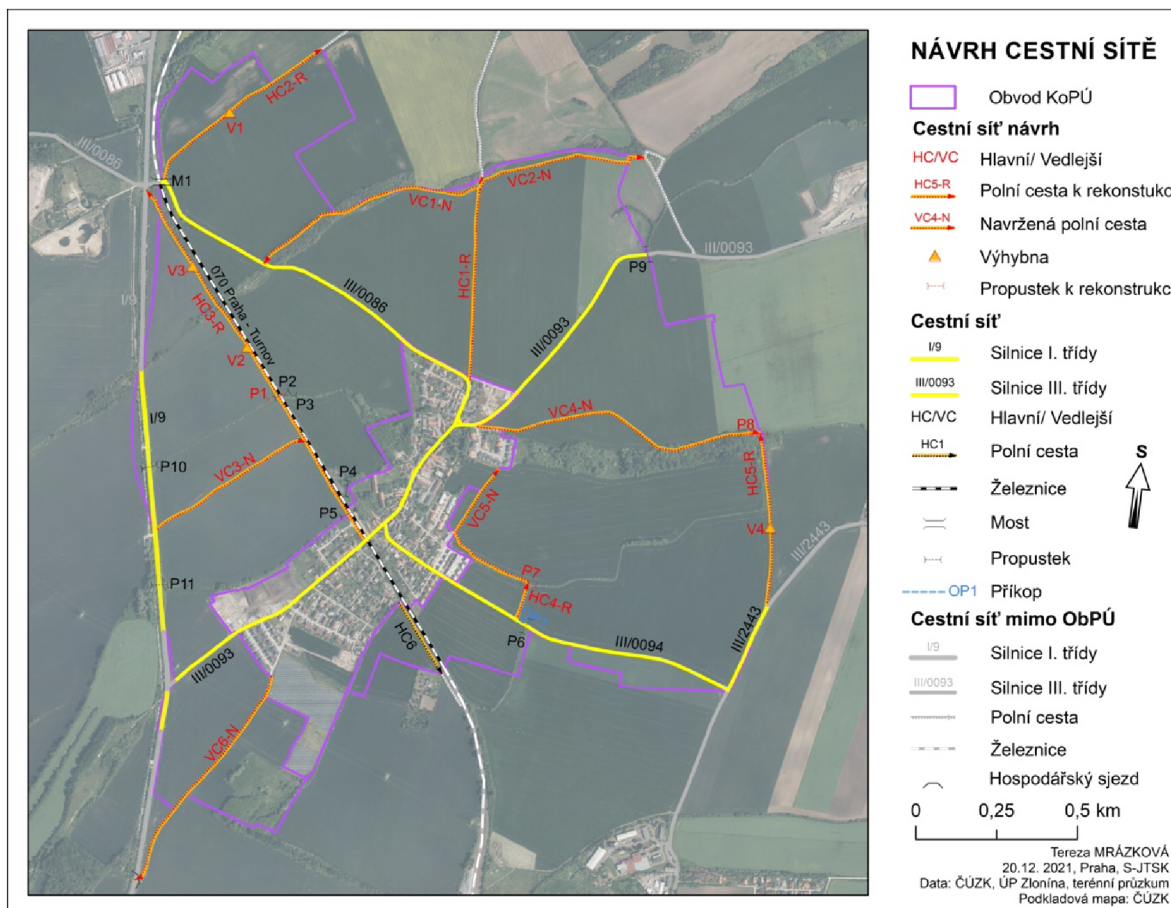 NÁVRH CESTNÍ SÍTĚ
Obvod KoPÚ
Cestní síť návrh
HC/VC Hlavní/ Vedlejší
HC5-R Polní cesta k rekonstukc
VC4-N Navržená polní cesta
Výhybna
Propustek k rekonstrukc
Cestní síť
I/9 Silnice I. třídy
III/0093 Silnice III. třídy
HC/VC Hlavní/ Vedlejší
HC1 Polní cesta
Železnice
Most
Propustek
OP1 Příkop
Cestní síť mimo ObPÚ
I/9 Silnice I. třídy
III/0093 Silnice III. třídy
Polní cesta
Železnice
Hospodářský sjezd
S
0 0,25 0,5 km
Tereza MRÁZKOVÁ
20.12. 2021, Praha, S-JTSK
Data: ČÚZK, ÚP Zlonína, terénní průzkum
Podkladová mapa: ČÚZK
HC2-R
V1
III/0086
M1
VC2-N
VC1-N
III/0093
P9
V3
070 Praha - Turnov
III/0086
HC1-R
I/9
HC3-R
III/0093
V2
P2
P1
P3
I/9
VC4-N
P8
P10
VC3-N
P4
HC5-R
P5
VC5-N
V4
III/2443
P11
P7
HC4-R
HC6
P6
III/0094
III/2443
III/0093
VC6-N